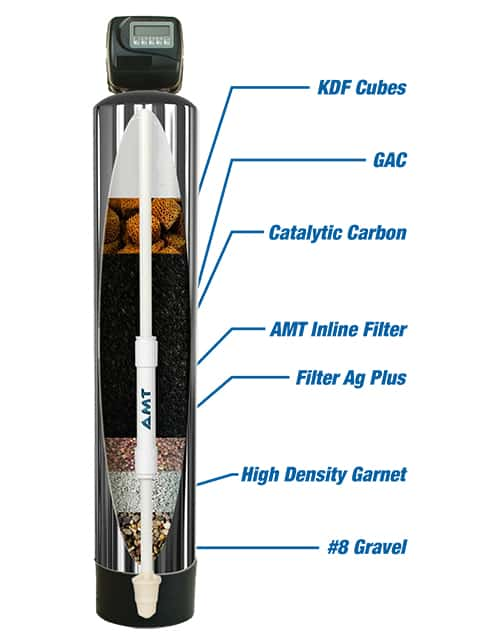 KDF Cubes
GAC
Catalytic Carbon
AMT Inline Filter
Filter Ag Plus
AMT
High Density Garnet
#8 Gravel